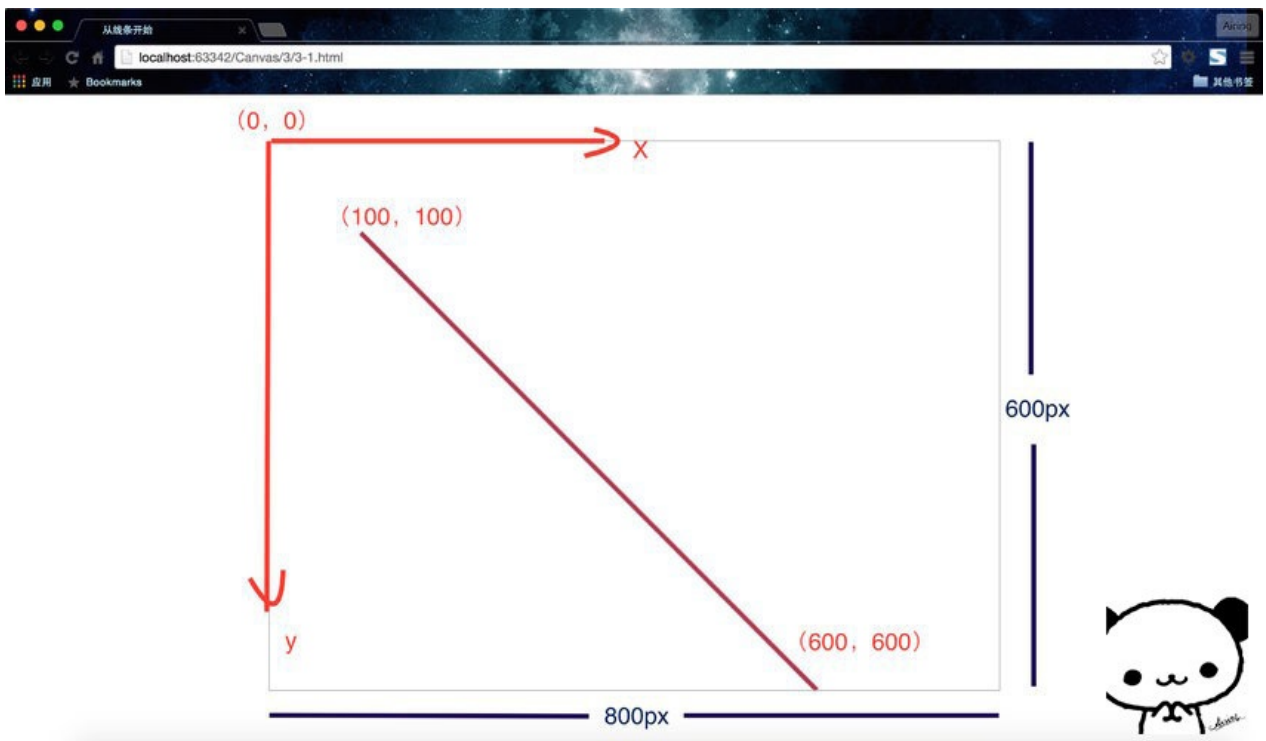 从线条开始
Airing
localhost:63342/Canvas/3/3-1.html
应用 Bookmarks 其他书签
(0, 0)
X
(100, 100)
600px
(600, 600)
y
800px